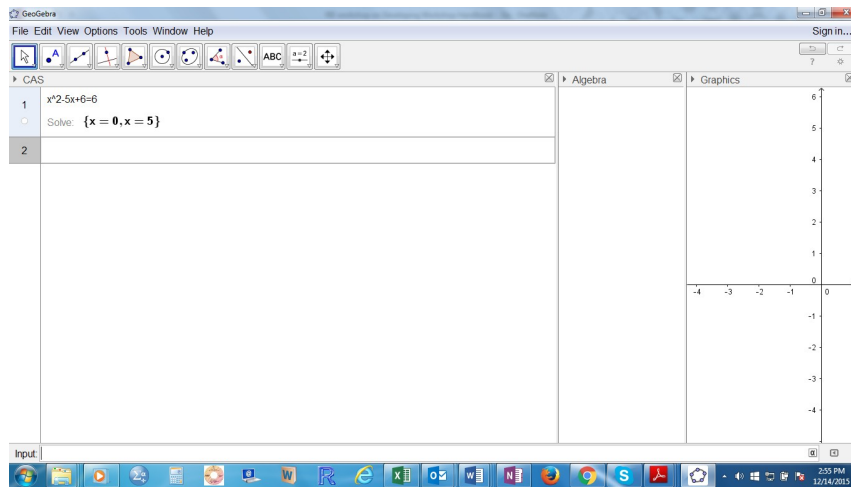 GeoGebra
File Edit View Options Tools Window Help
Sign in...
A
ABC
a=2
?
CAS
Algebra
Graphics
1
x^2-5x+6=6
Solve: {x = 0, x = 5}
2
6
5
4
3
2
1
0
-4 -3 -2 -1 0
-1
-2
-3
-4
Input:
α
2:55 PM
12/14/2015